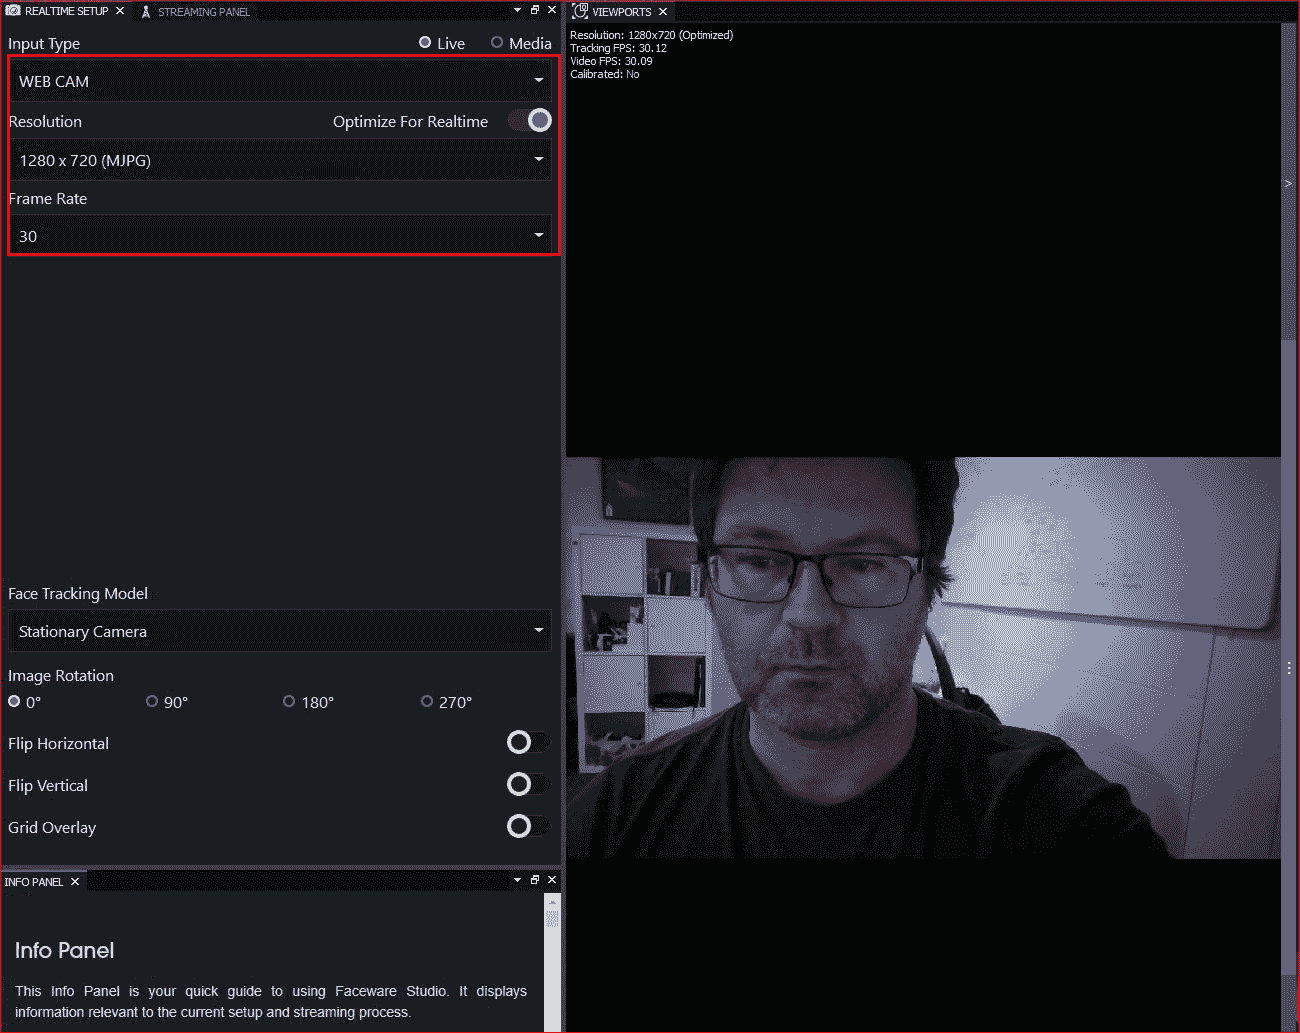 REALTIME SETUP
STREAMING PANEL
Input Type
Live
Media
WEB CAM
Resolution
Optimize For Realtime
1280 x 720 (MJPG)
Frame Rate
30
Face Tracking Model
Stationary Camera
Image Rotation
0°
90°
180°
270°
Flip Horizontal
Flip Vertical
Grid Overlay
INFO PANEL
Info Panel
This Info Panel is your quick guide to using Faceware Studio. It displays
information relevant to the current setup and streaming process.
VIEWPORTS
Resolution: 1280x720 (Optimized)
Tracking FPS: 30.12
Video FPS: 30.09
Calibrated: No